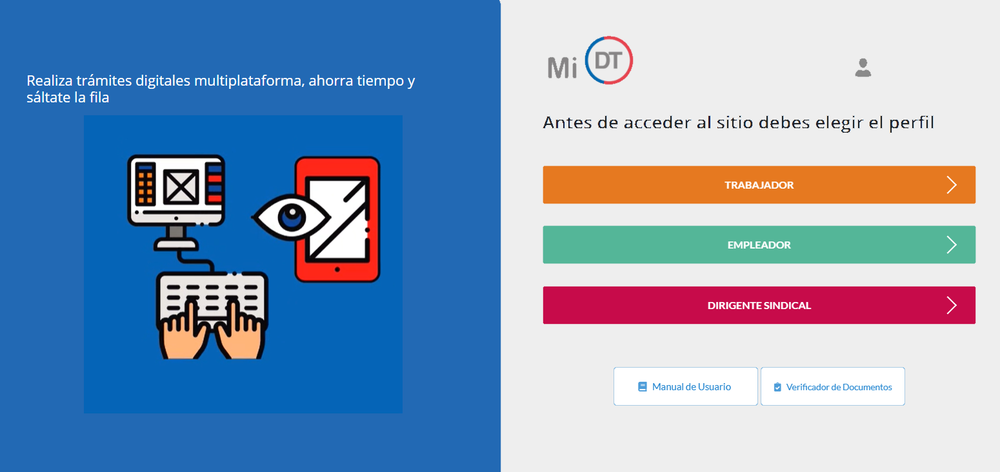 Realiza trámites digitales multiplataforma, ahorra tiempo y
sáltate la fila
Mi DT
Antes de acceder al sitio debes elegir el perfil
TRABAJADOR
EMPLEADOR
DIRIGENTE SINDICAL
Manual de Usuario
Verificador de Documentos